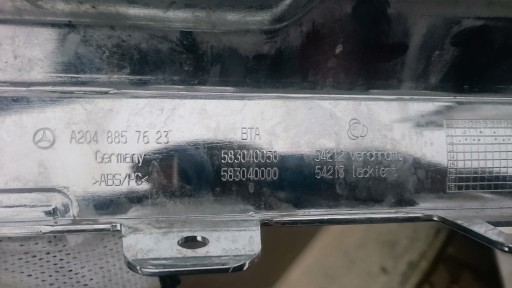 A204 885 76 23 BTA
Germany 583040050 54212 verchromt
>ABS/PC< 583040000 54213 lackiert